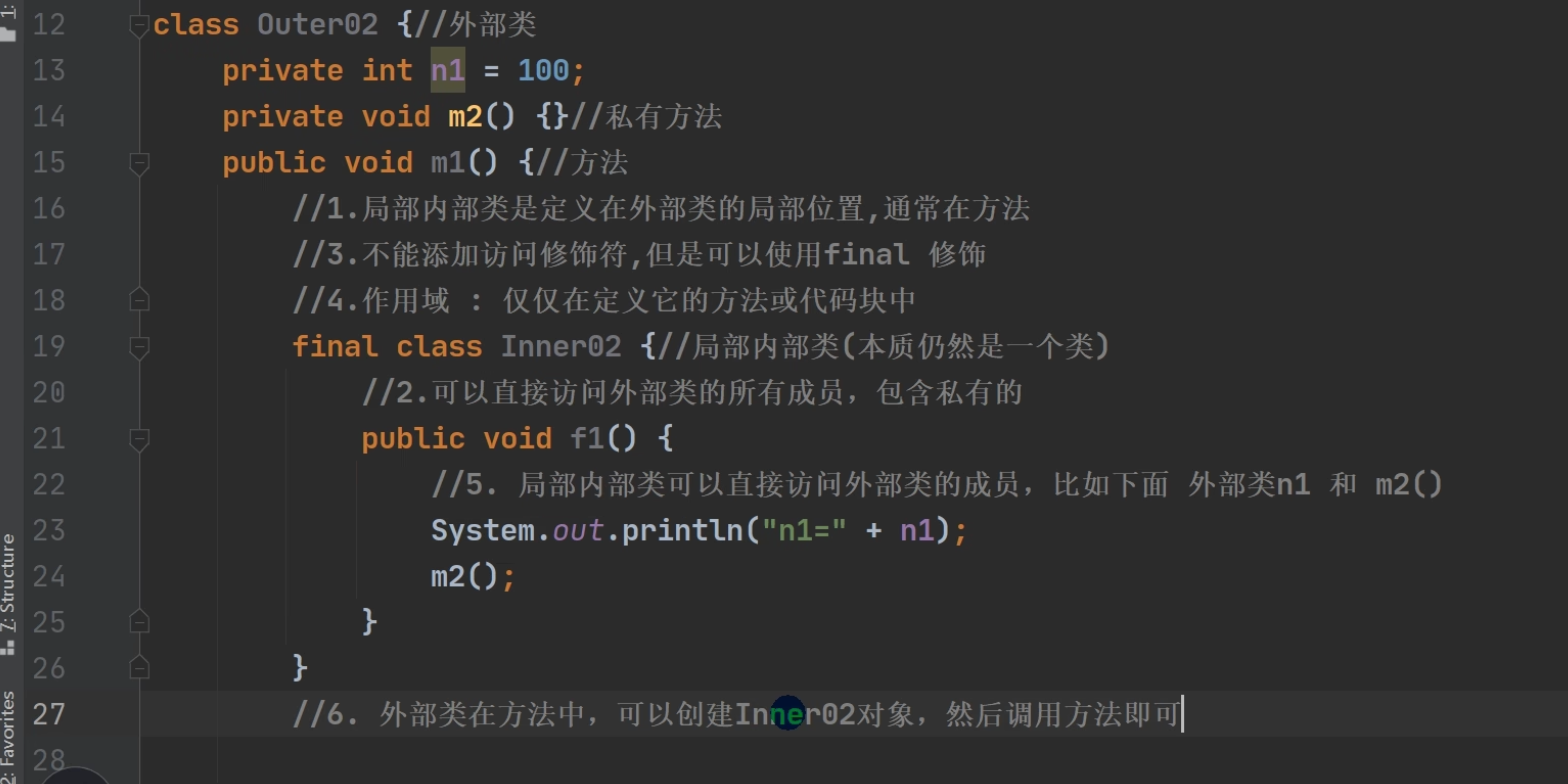 1:
12 class Outer02 {//外部类
13 private int n1 = 100;
14 private void m2() {}//私有方法
15 public void m1() {//方法
16 //1.局部内部类是定义在外部类的局部位置,通常在方法
17 //3.不能添加访问修饰符,但是可以使用final 修饰
18 //4.作用域 : 仅仅在定义它的方法或代码块中
19 final class Inner02 {//局部内部类(本质仍然是一个类)
20 //2.可以直接访问外部类的所有成员，包含私有的
21 public void f1() {
22 //5. 局部内部类可以直接访问外部类的成员，比如下面 外部类n1 和 m2()
23 System.out.println("n1=" + n1);
24 m2();
25 }
26 }
27 //6. 外部类在方法中，可以创建Inner02对象，然后调用方法即可
28
7: Structure
2: Favorites